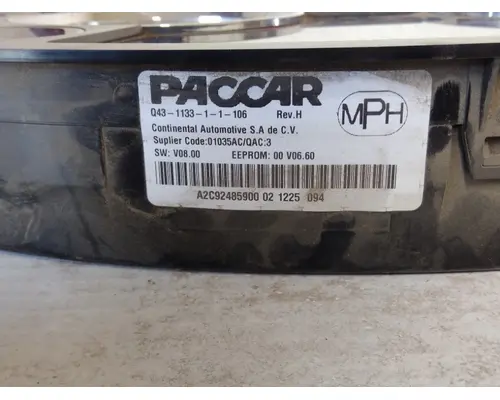 PACCAR
Q43-1133-1-1-106 Rev.H
Continental Automotive S.A de C.V.
Suplier Code:01035AC/QAC:3
SW: V08.00 EEPROM: 00 V06.60
A2C92485900 02 1225 094
MPH